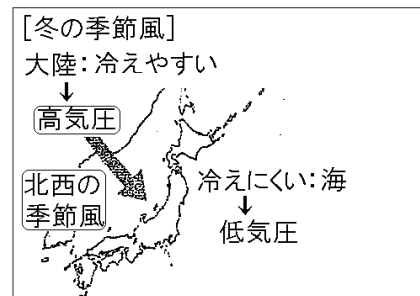 [冬の季節風]
大陸：冷えやすい
↓
高気圧
北西の
季節風
冷えにくい：海
↓
低気圧